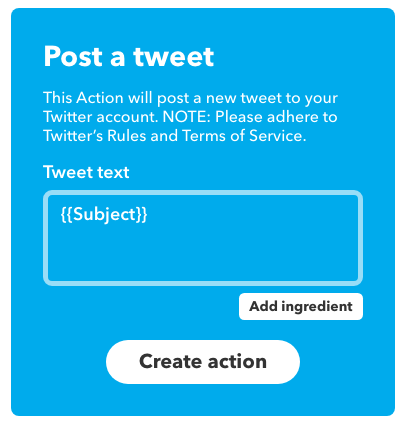 Post a tweet
This Action will post a new tweet to your
Twitter account. NOTE: Please adhere to
Twitter’s Rules and Terms of Service.
Tweet text
{{Subject}}
Add ingredient
Create action